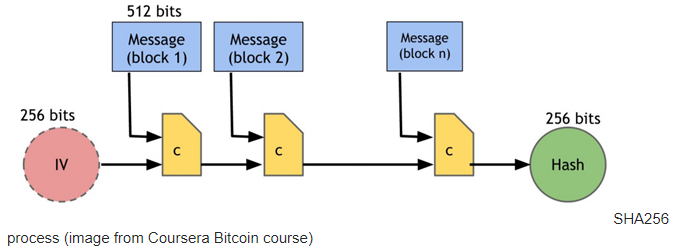 512 bits
Message
(block 1)
Message
(block 2)
Message
(block n)
256 bits
IV
C
C
C
256 bits
Hash
SHA256
process (image from Coursera Bitcoin course)